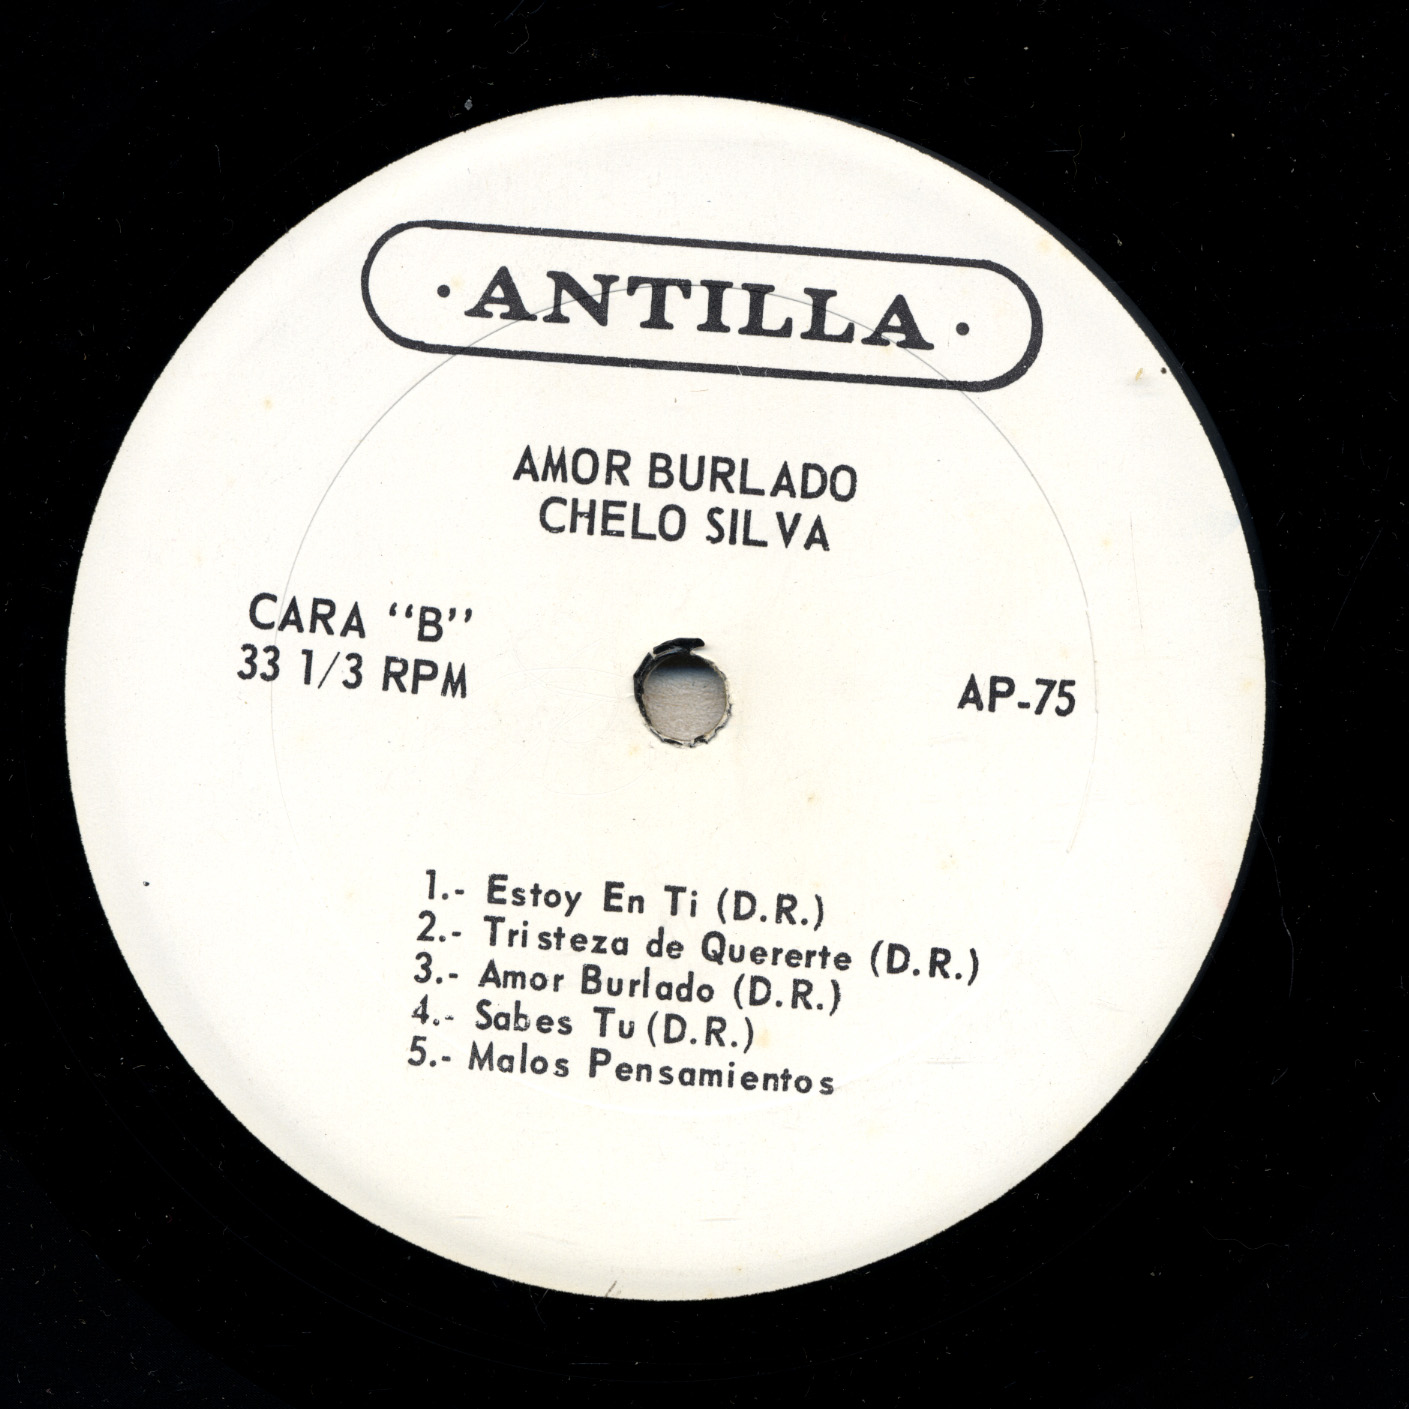 · ANTILLA ·
AMOR BURLADO
CHELO SILVA
CARA “B”
33 1/3 RPM
AP-75
1.- Estoy En Ti (D.R.)
2.- Tristeza de Quererte (D.R.)
3.- Amor Burlado (D.R.)
4.- Sabes Tu (D.R.)
5.- Malos Pensamientos